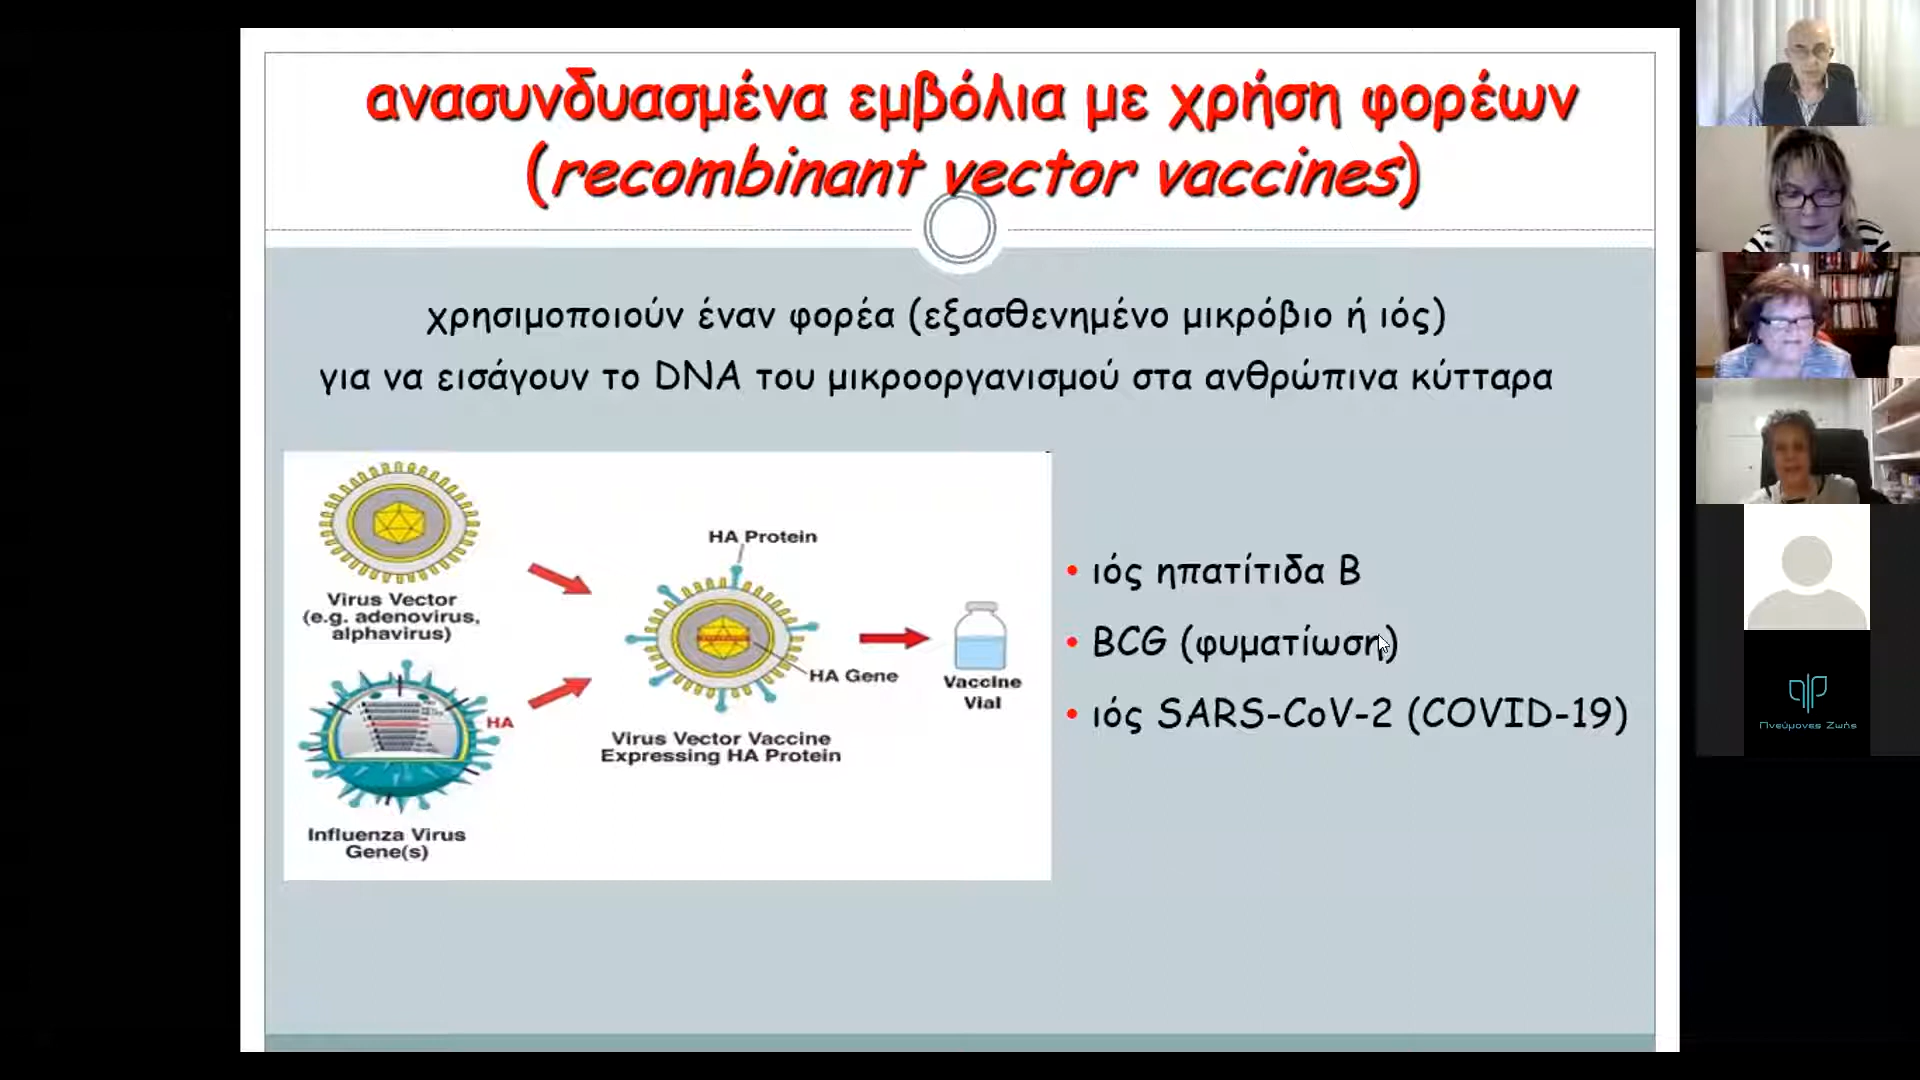 ανασυνδυασμένα εμβόλια με χρήση φορέων
(recombinant vector vaccines)
χρησιμοποιούν έναν φορέα (εξασθενημένο μικρόβιο ή ιός)
για να εισάγουν το DNA του μικροοργανισμού στα ανθρώπινα κύτταρα
Virus Vector
(e.g. adenovirus,
alphavirus)
HA
Influenza Virus
Gene(s)
HA Protein
HA Gene
Virus Vector Vaccine
Expressing HA Protein
Vaccine
Vial
• ιός ηπατίτιδα Β
• BCG (φυματίωση)
• ιός SARS-CoV-2 (COVID-19)
Πνεύμονες Ζωής